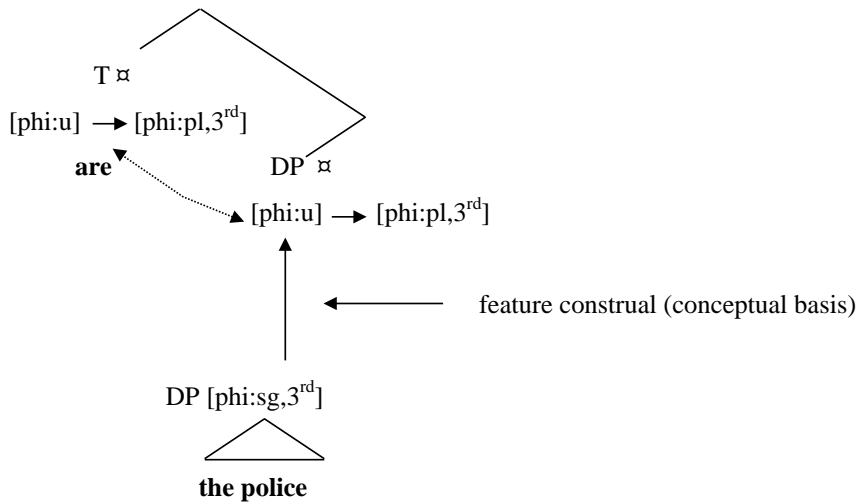 T ¤
[phi:u] → [phi:pl,3rd]
are
DP ¤
[phi:u] → [phi:pl,3rd]
feature construal (conceptual basis)
DP [phi:sg,3rd]
the police